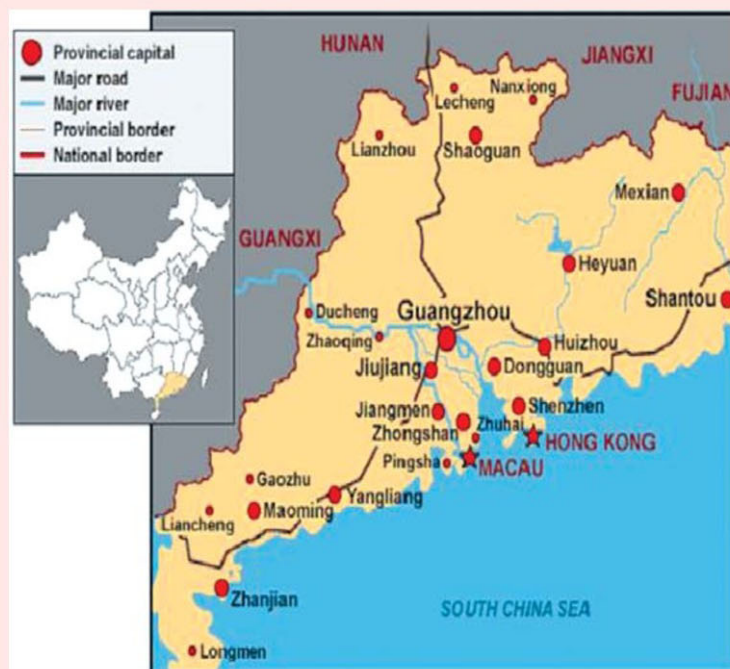 Provincial capital
Major road
Major river
Provincial border
National border
HUNAN
JIANGXI
FUJIAN
Lecheng
Nanxiong
Lianzhou
Shaoguan
Mexian
GUANGXI
Heyuan
Shantou
Ducheng
Guangzhou
Zhaoqing
Huizhou
Jiujiang
Dongguan
Jiangmen
Shenzhen
Zhongshan
Zhuhai
HONG KONG
Pingsha
MACAU
Gaozhu
Yangliang
Liancheng
Maoming
Zhanjian
SOUTH CHINA SEA
Longmen